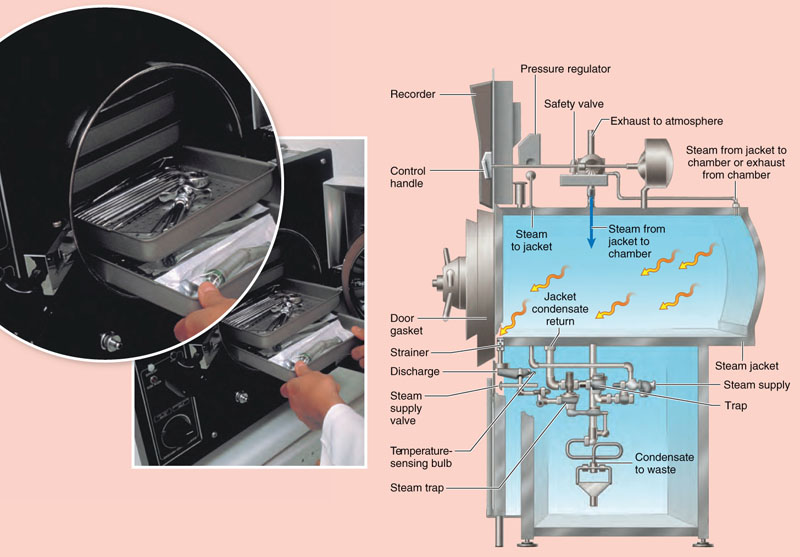 Pressure regulator
Recorder
Safety valve
Exhaust to atmosphere
Steam from jacket to
chamber or exhaust
from chamber
Control
handle
Steam
to jacket
Steam from
jacket to
chamber
Jacket
condensate
return
Door
gasket
Strainer
Steam jacket
Discharge
Steam supply
Steam
supply
valve
Trap
Temperature-
sensing bulb
Condensate
to waste
Steam trap